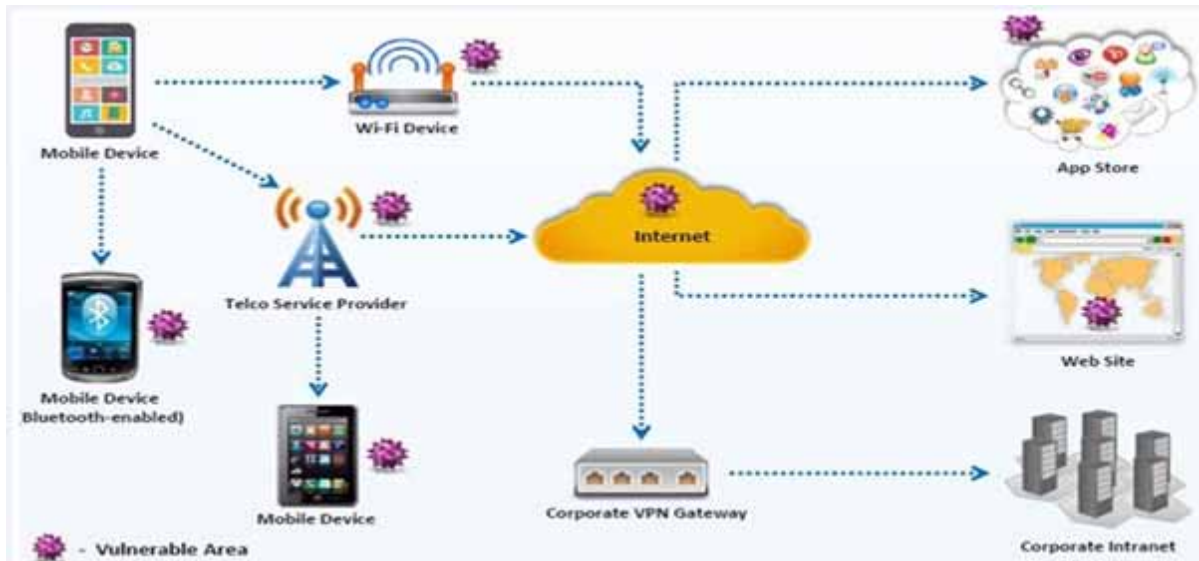 Mobile Device
Wi-Fi Device
App Store
Internet
Telco Service Provider
Web Site
Mobile Device
Bluetooth-enabled)
Mobile Device
Corporate VPN Gateway
Corporate Intranet
- Vulnerable Area